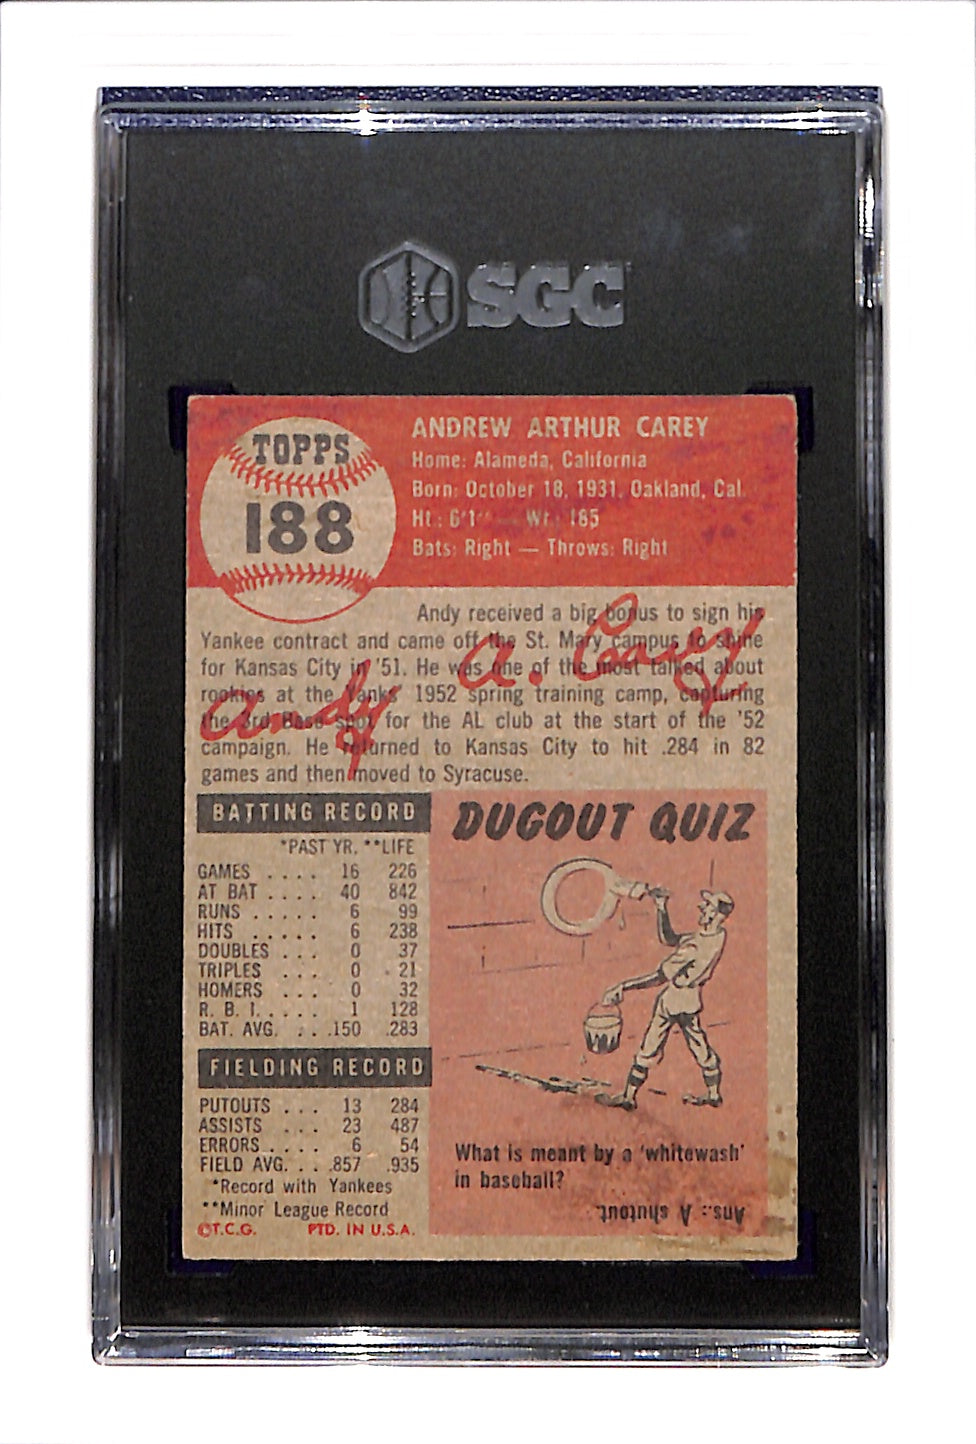 SGC
TOPPS
188
ANDREW ARTHUR CAREY
Home: Alameda, California
Born: October 18, 1931, Oakland, Cal.
Ht.: 6'1" — Wt.: 185
Bats: Right — Throws: Right
Andy received a big bonus to sign his
Yankee contract and came off the St. Mary campus to shine
for Kansas City in '51. He was one of the most talked about
rookies at the Yanks' 1952 spring training camp, capturing
the 3rd Base spot for the AL club at the start of the '52
campaign. He returned to Kansas City to hit .284 in 82
games and then moved to Syracuse.
Andy A. Carey
BATTING RECORD
*PAST YR. **LIFE
GAMES .... 16 226
AT BAT .... 40 842
RUNS ..... 6 99
HITS ..... 6 238
DOUBLES ... 0 37
TRIPLES ... 0 21
HOMERS ... 0 32
R. B. I. .... 1 128
BAT. AVG. ... .150 .283
FIELDING RECORD
PUTOUTS ... 13 284
ASSISTS ... 23 487
ERRORS .... 6 54
FIELD AVG. ... .857 .935
*Record with Yankees
**Minor League Record
©T.C.G. PTD. IN U.S.A.
DUGOUT QUIZ
What is meant by a 'whitewash'
in baseball?
Ans.: A shutout.